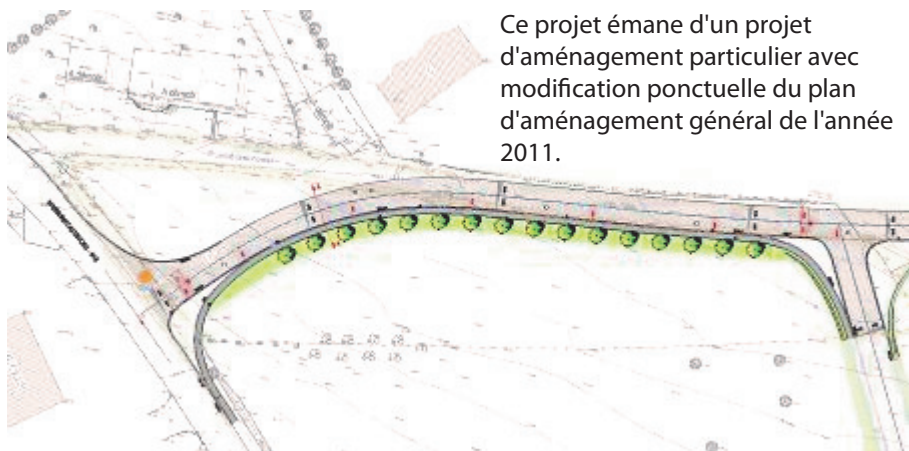 Ce projet émane d'un projet
d'aménagement particulier avec
modification ponctuelle du plan
d'aménagement général de l'année
2011.